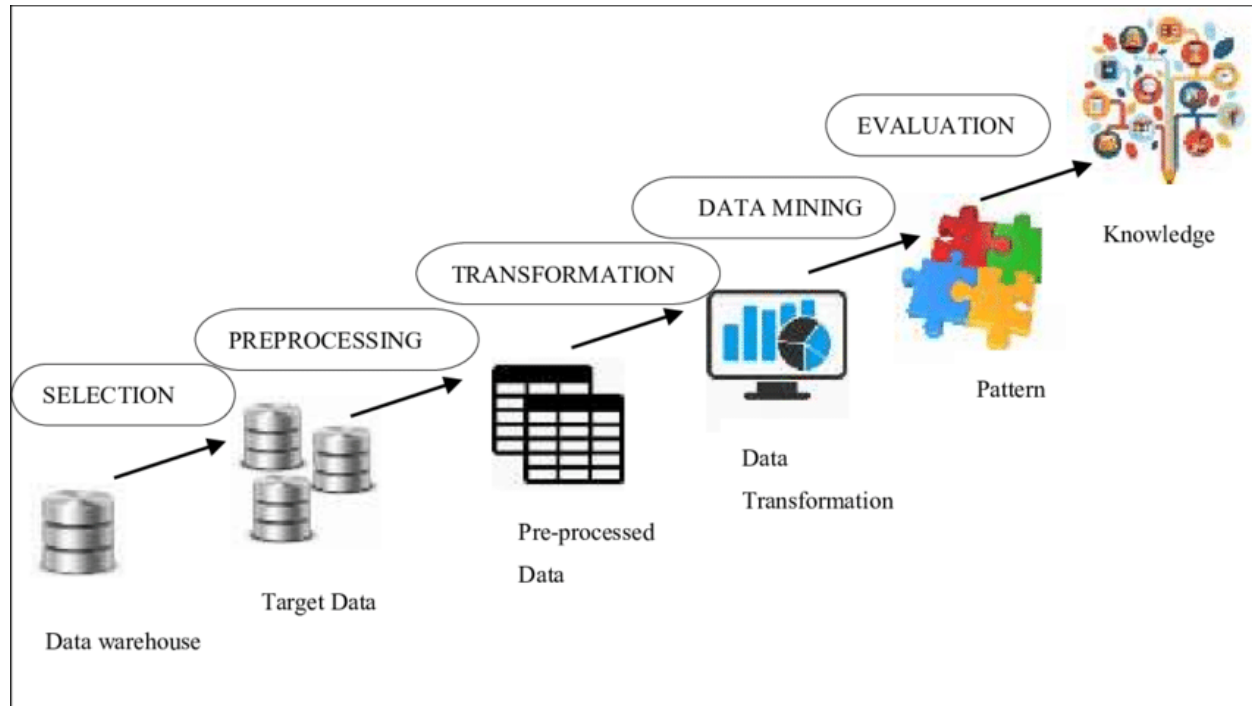 EVALUATION
DATA MINING
Knowledge
TRANSFORMATION
PREPROCESSING
Pattern
SELECTION
Data
Transformation
Pre-processed
Data
Target Data
Data warehouse